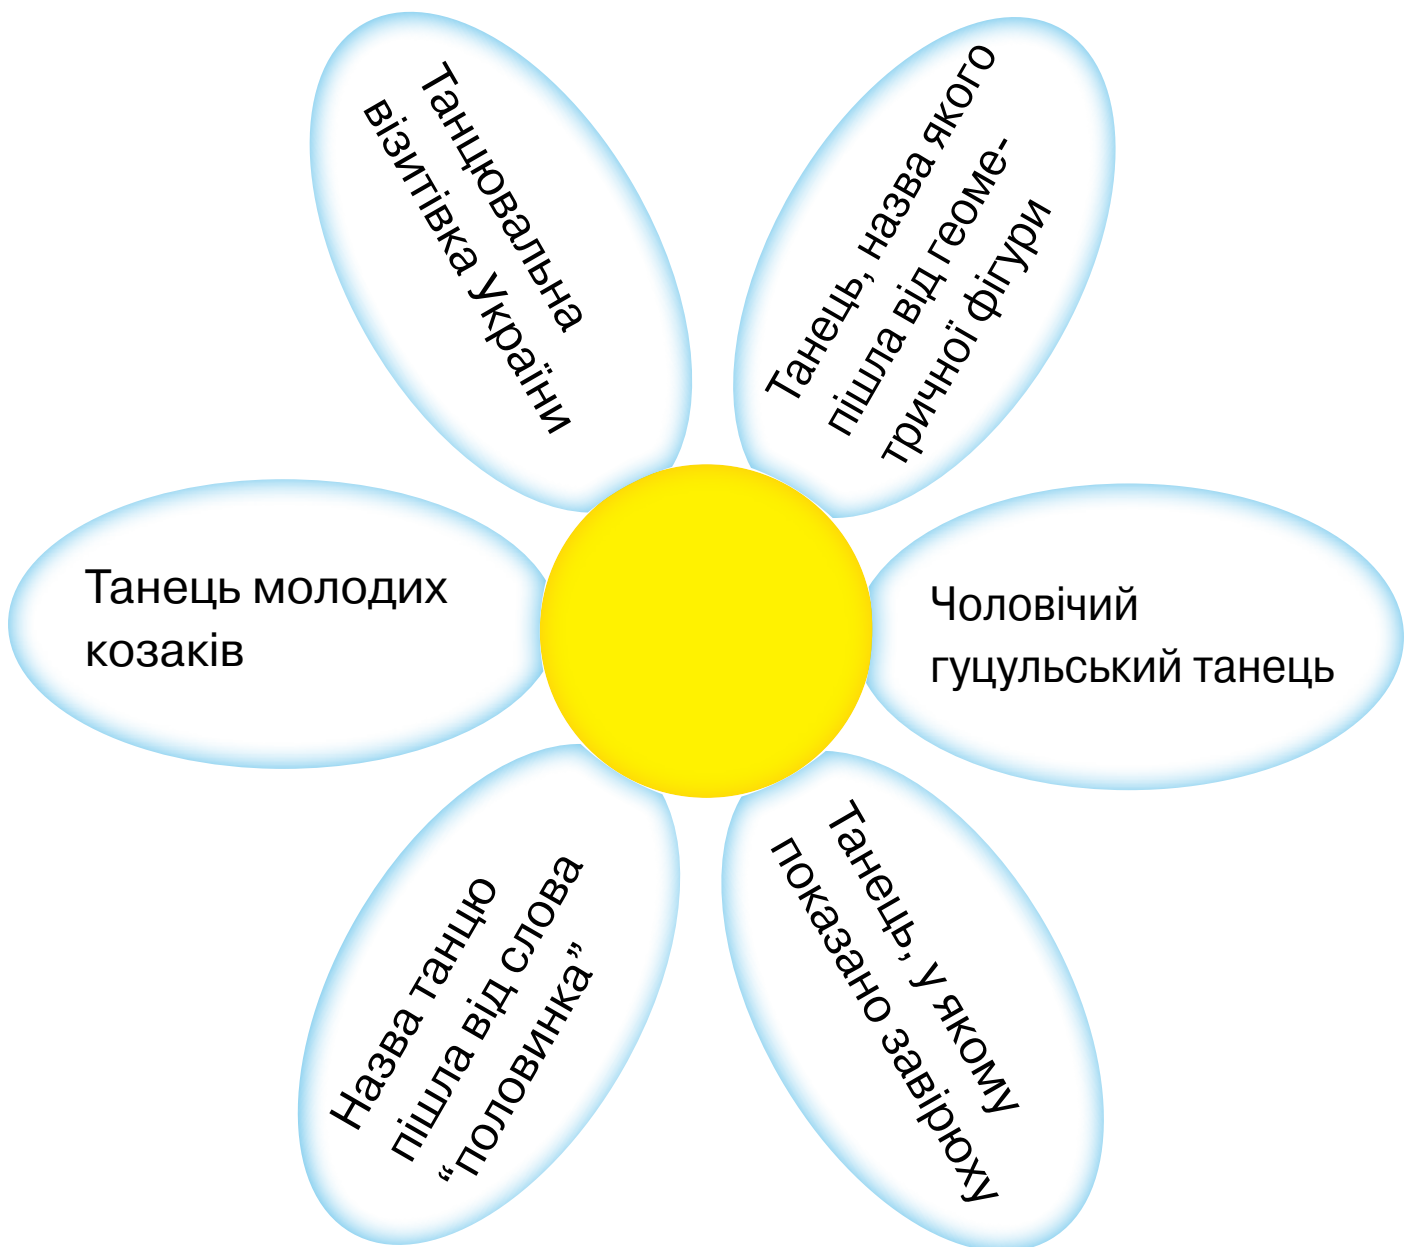 Танцювальна
візитівка України
Танець, назва якого
пішла від геоме-
тричної фігури
Танець молодих
козаків
Чоловічий
гуцульський танець
Назва танцю
пішла від слова
“половинка”
Танець, у якому
показано завірюху